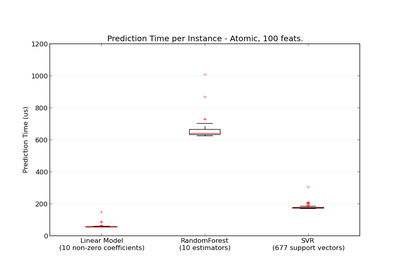 Prediction Time per Instance - Atomic, 100 feats.
1200
1000
800
600
400
200
0
Prediction Time (us)
Linear Model
(10 non-zero coefficients)
RandomForest
(10 estimators)
SVR
(677 support vectors)